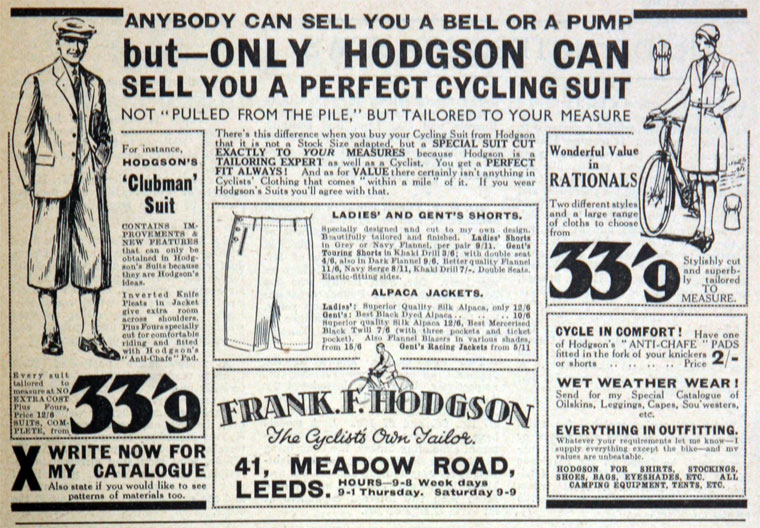 ANYBODY CAN SELL YOU A BELL OR A PUMP
but—ONLY HODGSON CAN
SELL YOU A PERFECT CYCLING SUIT
NOT "PULLED FROM THE PILE," BUT TAILORED TO YOUR MEASURE
For instance,
HODGSON'S
'Clubman'
Suit
CONTAINS IM-
PROVEMENTS &
NEW FEATURES
that can only be
obtained in Hodg-
son's Suits because
they are Hodgson's
ideas.
Inverted Knife
Pleats in Jacket
give extra room
across shoulders.
Plus Fours specially
cut for comfortable
riding and fitted
with Hodgson's
"Anti-Chafe" Pad.
Every suit
tailored to
measure at NO
EXTRA COST
Plus Fours,
Price 12/6
SUITS, COM-
PLETE, from
33'9
X WRITE NOW FOR
MY CATALOGUE
Also state if you would like to see
patterns of materials too.
There's this difference when you buy your Cycling Suit from Hodgson
that it is not a Stock Size adapted, but a SPECIAL SUIT CUT
EXACTLY TO YOUR MEASURES because Hodgson is a
TAILORING EXPERT as well as a Cyclist. You get a PERFECT
FIT ALWAYS! And as for VALUE there certainly isn't anything in
Cyclists' Clothing that comes "within a mile" of it. If you wear
Hodgson's Suits you'll agree with that.
LADIES' AND GENT'S SHORTS.
Specially designed and cut to my own design.
Beautifully tailored and finished. Ladies' Shorts
in Grey or Navy Flannel, per pair 9/11. Gent's
Touring Shorts in Khaki Drill 3/6; with double seat
4/6, also in Dark Flannel 9/6. Better quality Flannel
11/6, Navy Serge 8/11, Khaki Drill 7/-. Double Seats.
Elastic-fitting sides.
ALPACA JACKETS.
Ladies': Superior Quality Silk Alpaca, only 12/6
Gent's: Best Black Dyed Alpaca .. .. .. 10/6
Superior quality Silk Alpaca 12/6, Best Mercerised
Black Twill 7/6 (with three pockets and ticket
pocket). Also Flannel Blazers in various shades,
from 15/6 Gent's Racing Jackets from 5/11
FRANK. F. HODGSON
The Cyclists Own Tailor.
41, MEADOW ROAD,
LEEDS. HOURS—9-8 Week days
9-1 Thursday. Saturday 9-9
Wonderful Value
in
RATIONALS
Two different styles
and a large range
of cloths to choose
from
33'9
Stylishly cut
and superb-
ly tailored
TO
MEASURE.
CYCLE IN COMFORT! Have one
of Hodgson's "ANTI-CHAFE" PADS
fitted in the fork of your knickers
or shorts .. .. .. .. Price 2/-
WET WEATHER WEAR!
Send for my Special Catalogue of
Oilskins, Leggings, Capes, Sou'westers,
etc.
EVERYTHING IN OUTFITTING.
Whatever your requirements let me know—I
supply everything except the bike—and my
values are unbeatable.
HODGSON FOR SHIRTS, STOCKINGS,
SHOES, BAGS, EYESHADES, ETC. ALL
CAMPING EQUIPMENT, TENTS, ETC.